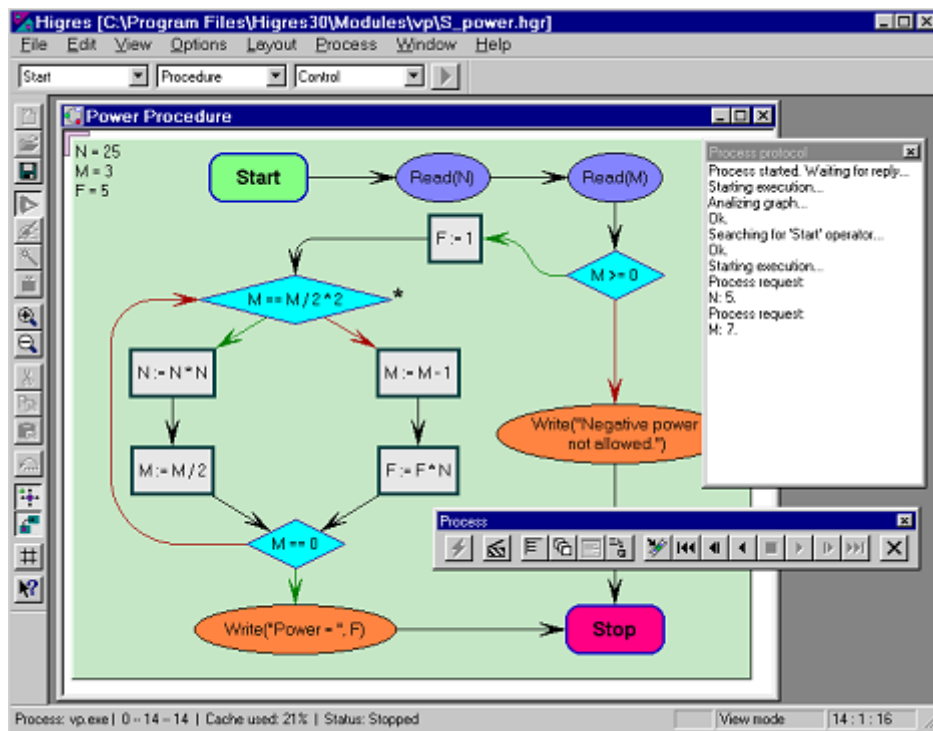 Higres [C:\Program Files\Higres30\Modules\vp\S_power.hgr]
File Edit View Options Layout Process Window Help
Start Procedure Control
Power Procedure
N = 25
M = 3
F = 5
Start
Read(N)
Read(M)
F := 1
M >= 0
M == M / 2 * 2
*
N := N * N
M := M - 1
M := M / 2
F := F * N
Write("Negative power
not allowed.")
M == 0
Write("Power = ", F)
Stop
Process protocol
Process started. Waiting for reply...
Starting execution...
Analizing graph...
Ok.
Searching for 'Start' operator...
Ok.
Starting execution...
Process request:
N: 5.
Process request:
M: 7.
Process
Process: vp.exe | 0 -- 14 -- 14 | Cache used: 21% | Status: Stopped
View mode
14 : 1 : 16